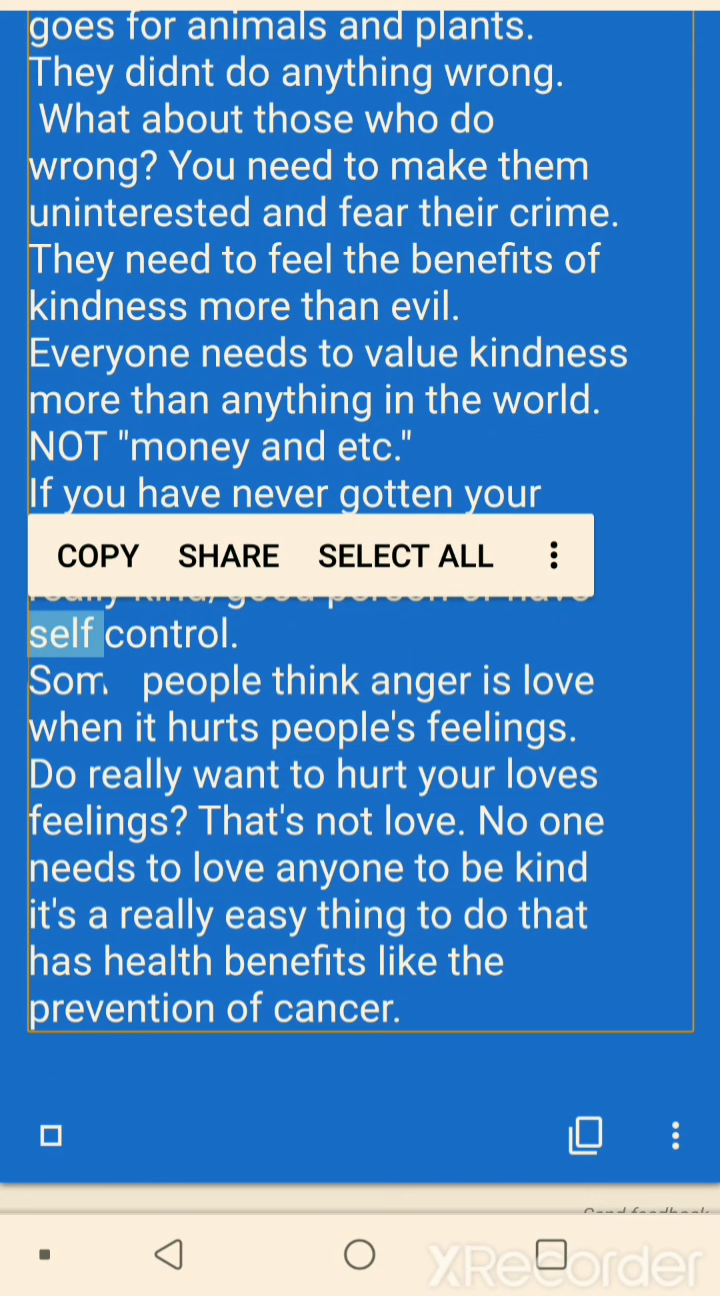 goes for animals and plants.
They didnt do anything wrong.
What about those who do
wrong? You need to make them
uninterested and fear their crime.
They need to feel the benefits of
kindness more than evil.
Everyone needs to value kindness
more than anything in the world.
NOT "money and etc."
If you have never gotten your
COPY SHARE SELECT ALL
self control.
Som people think anger is love
when it hurts people's feelings.
Do really want to hurt your loves
feelings? That's not love. No one
needs to love anyone to be kind
it's a really easy thing to do that
has health benefits like the
prevention of cancer.
XRecorder